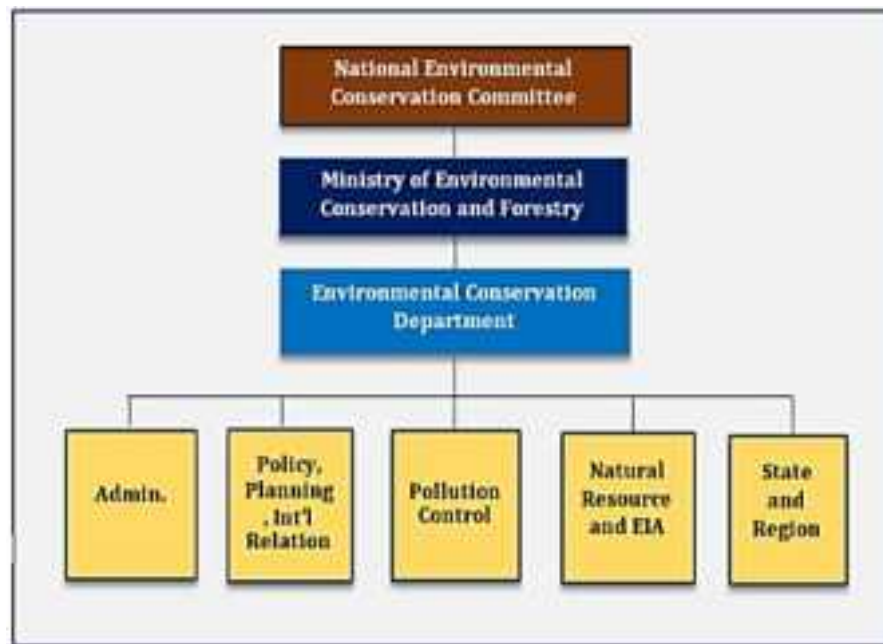 National Environmental
Conservation Committee
Ministry of Environmental
Conservation and Forestry
Environmental Conservation
Department
Admin.
Policy,
Planning
, Int'l
Relation
Pollution
Control
Natural
Resource
and EIA
State
and
Region